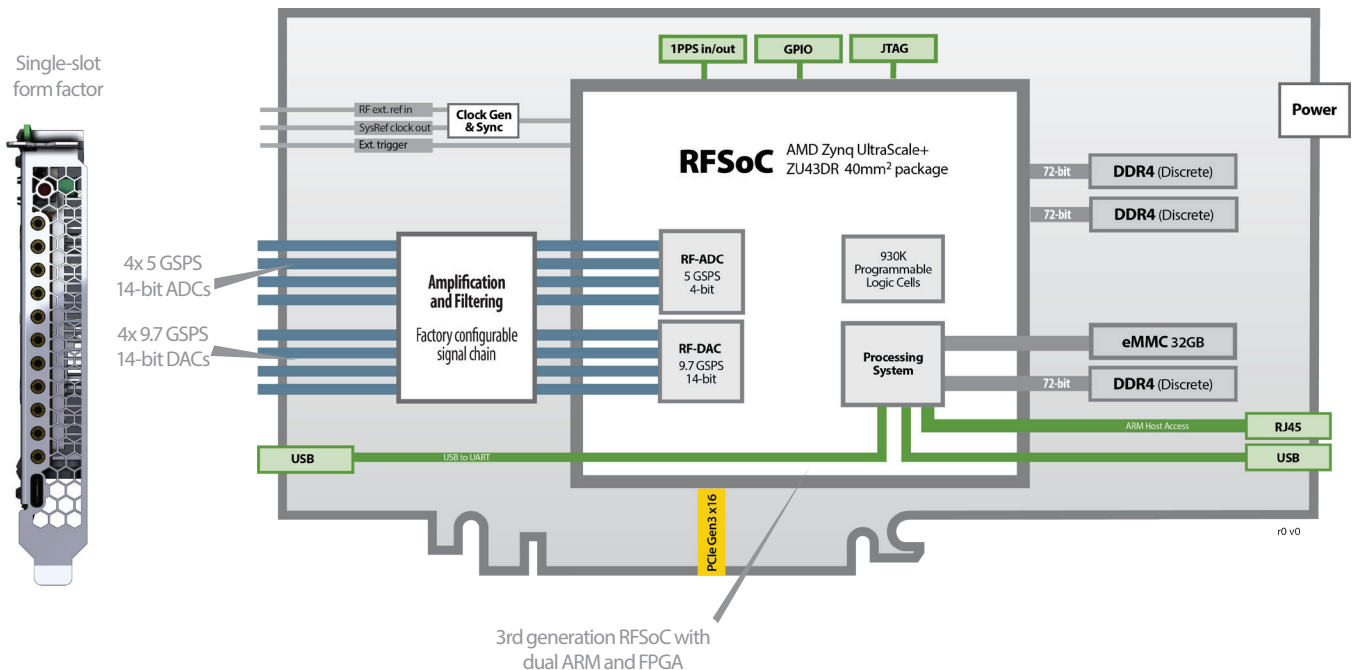 Single-slot
form factor
1PPS in/out
GPIO
JTAG
RF ext. ref in
SysRef clock out
Ext. trigger
Clock Gen
& Sync
Power
RFSoC
AMD Zynq UltraScale+
ZU43DR 40mm² package
72-bit
DDR4 (Discrete)
72-bit
DDR4 (Discrete)
4x 5 GSPS
14-bit ADCs
4x 9.7 GSPS
14-bit DACs
Amplification
and Filtering
Factory configurable
signal chain
RF-ADC
5 GSPS
4-bit
RF-DAC
9.7 GSPS
14-bit
930K
Programmable
Logic Cells
Processing
System
eMMC 32GB
72-bit
DDR4 (Discrete)
ARM Host Access
RJ45
USB
USB
USB to UART
PCIe Gen3 x16
r0 v0
3rd generation RFSoC with
dual ARM and FPGA